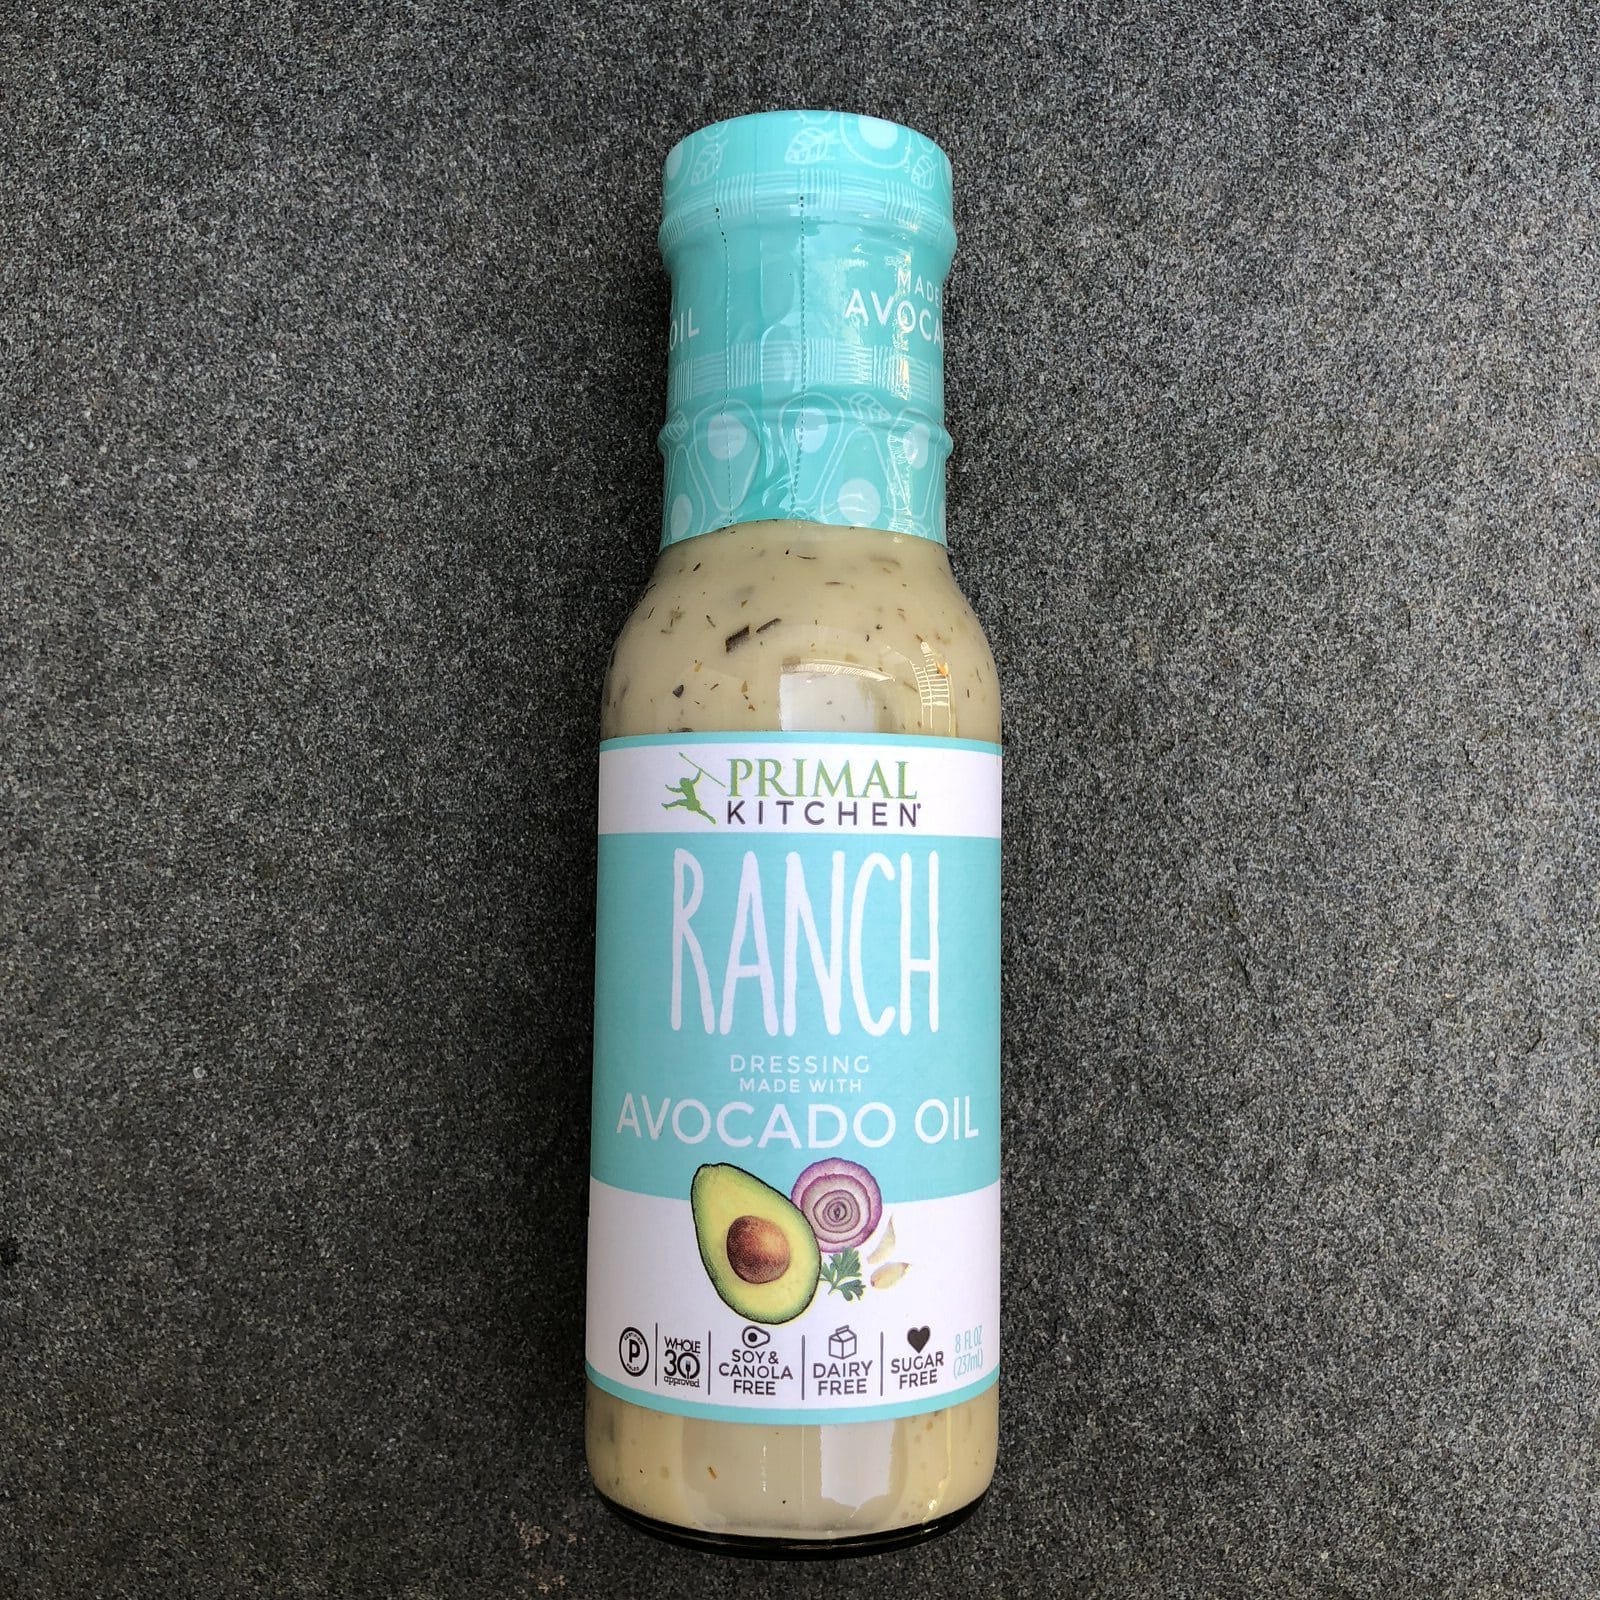 OIL
MADE
AVOCA
PRIMAL
KITCHEN®
RANCH
DRESSING
MADE WITH
AVOCADO OIL
P
WHOLE
30
approved
SOY &
CANOLA
FREE
DAIRY
FREE
SUGAR
FREE
8 FL OZ
(237mL)